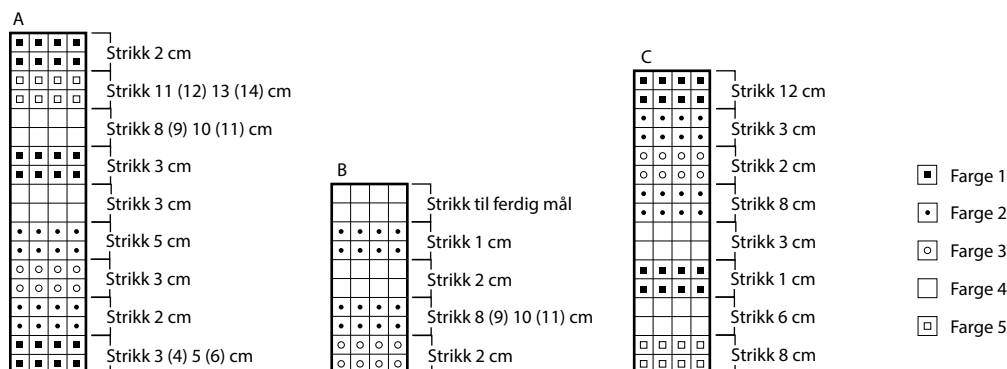 A
Strikk 2 cm
Strikk 11 (12) 13 (14) cm
Strikk 8 (9) 10 (11) cm
Strikk 3 cm
Strikk 3 cm
Strikk 5 cm
Strikk 3 cm
Strikk 2 cm
Strikk 3 (4) 5 (6) cm
B
Strikk til ferdig mål
Strikk 1 cm
Strikk 2 cm
Strikk 8 (9) 10 (11) cm
Strikk 2 cm
C
Strikk 12 cm
Strikk 3 cm
Strikk 2 cm
Strikk 8 cm
Strikk 3 cm
Strikk 1 cm
Strikk 6 cm
Strikk 8 cm
Farge 1
Farge 2
Farge 3
Farge 4
Farge 5